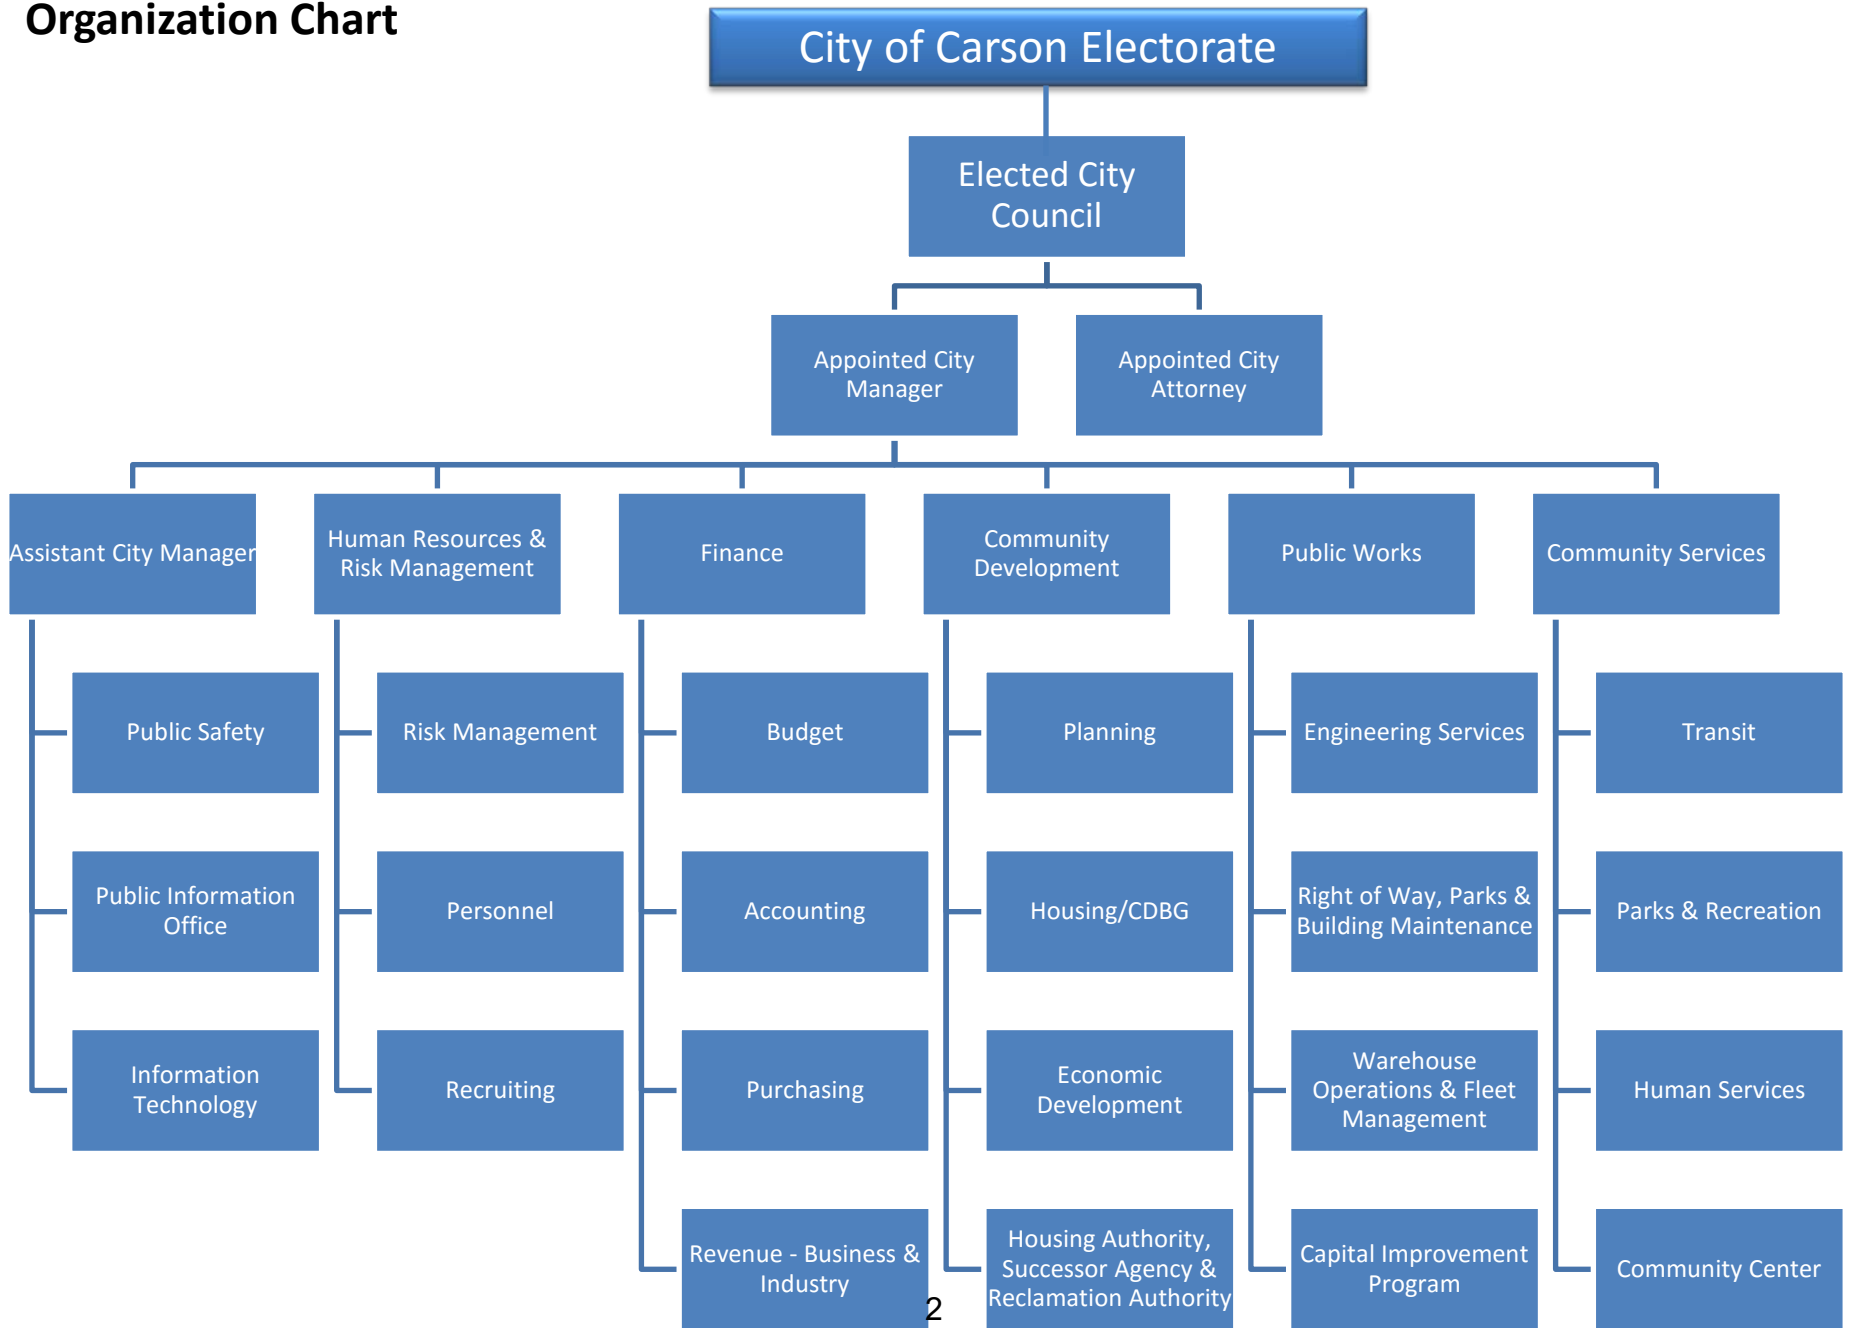 Organization Chart
City of Carson Electorate
Elected City
Council
Appointed City
Manager
Appointed City
Attorney
Assistant City Manager
Human Resources &
Risk Management
Finance
Community
Development
Public Works
Community Services
Public Safety
Risk Management
Budget
Planning
Engineering Services
Transit
Public Information
Office
Personnel
Accounting
Housing/CDBG
Right of Way, Parks &
Building Maintenance
Parks & Recreation
Information
Technology
Recruiting
Purchasing
Economic
Development
Warehouse
Operations & Fleet
Management
Human Services
Revenue - Business &
Industry
Housing Authority,
Successor Agency &
Reclamation Authority
Capital Improvement
Program
Community Center
2